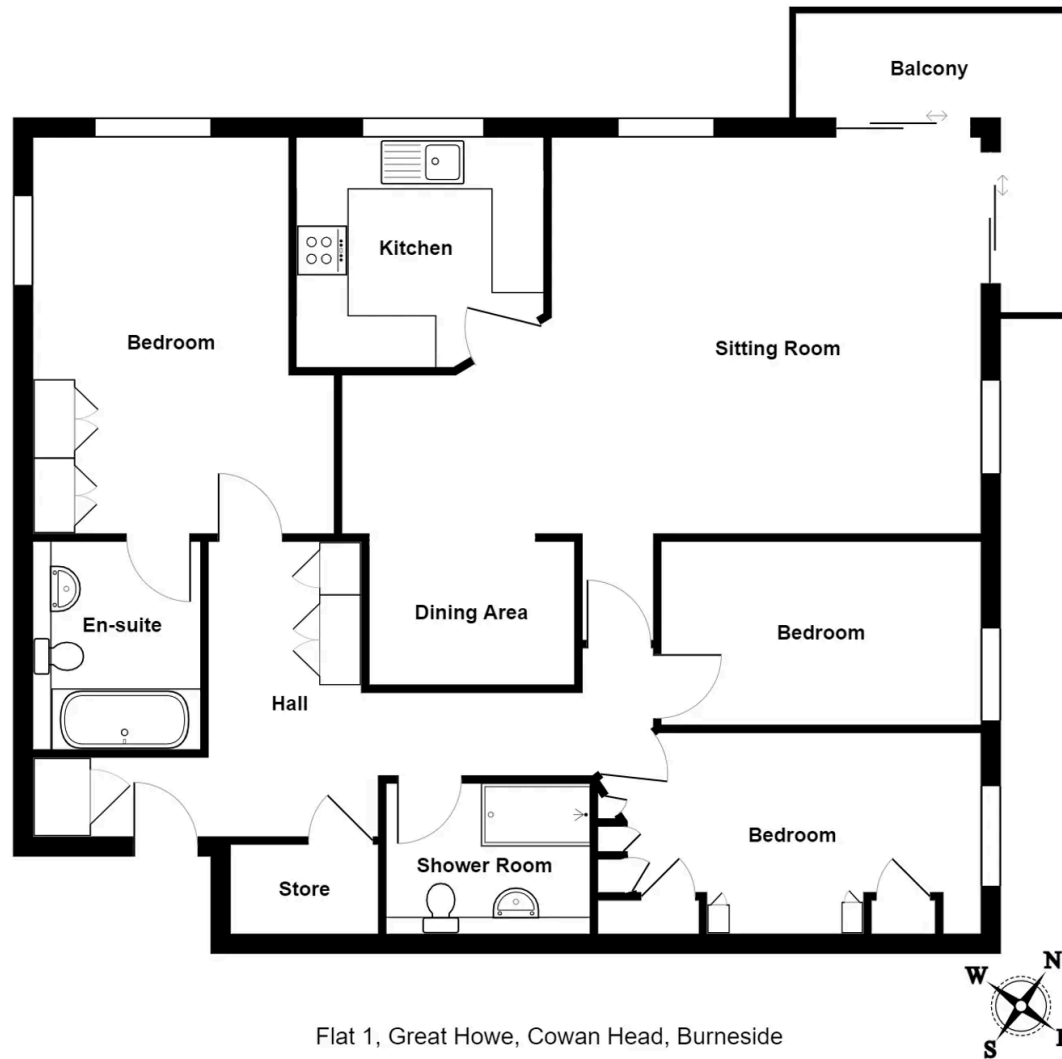 Balcony
Kitchen
Bedroom
Sitting Room
En-suite
Dining Area
Bedroom
Hall
Bedroom
Shower Room
Store
N
W
S
E
Flat 1, Great Howe, Cowan Head, Burneside